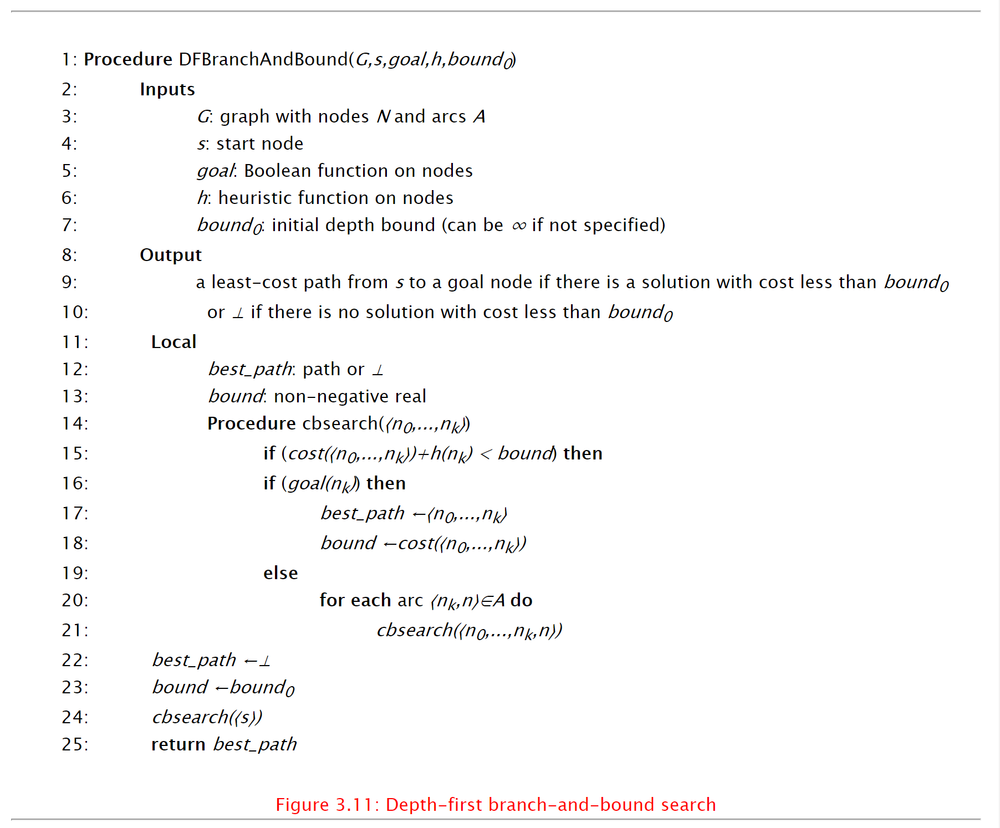 1: Procedure DFBranchAndBound(G,s,goal,h,bound₀)
2: Inputs
3: G: graph with nodes N and arcs A
4: s: start node
5: goal: Boolean function on nodes
6: h: heuristic function on nodes
7: bound₀: initial depth bound (can be ∞ if not specified)
8: Output
9: a least-cost path from s to a goal node if there is a solution with cost less than bound₀
10: or ⊥ if there is no solution with cost less than bound₀
11: Local
12: best_path: path or ⊥
13: bound: non-negative real
14: Procedure cbsearch(⟨n₀,...,nₖ⟩)
15: if (cost(⟨n₀,...,nₖ⟩)+h(nₖ) < bound) then
16: if (goal(nₖ)) then
17: best_path ←⟨n₀,...,nₖ⟩
18: bound ←cost(⟨n₀,...,nₖ⟩)
19: else
20: for each arc ⟨nₖ,n⟩∈A do
21: cbsearch(⟨n₀,...,nₖ,n⟩)
22: best_path ←⊥
23: bound ←bound₀
24: cbsearch(⟨s⟩)
25: return best_path
Figure 3.11: Depth-first branch-and-bound search